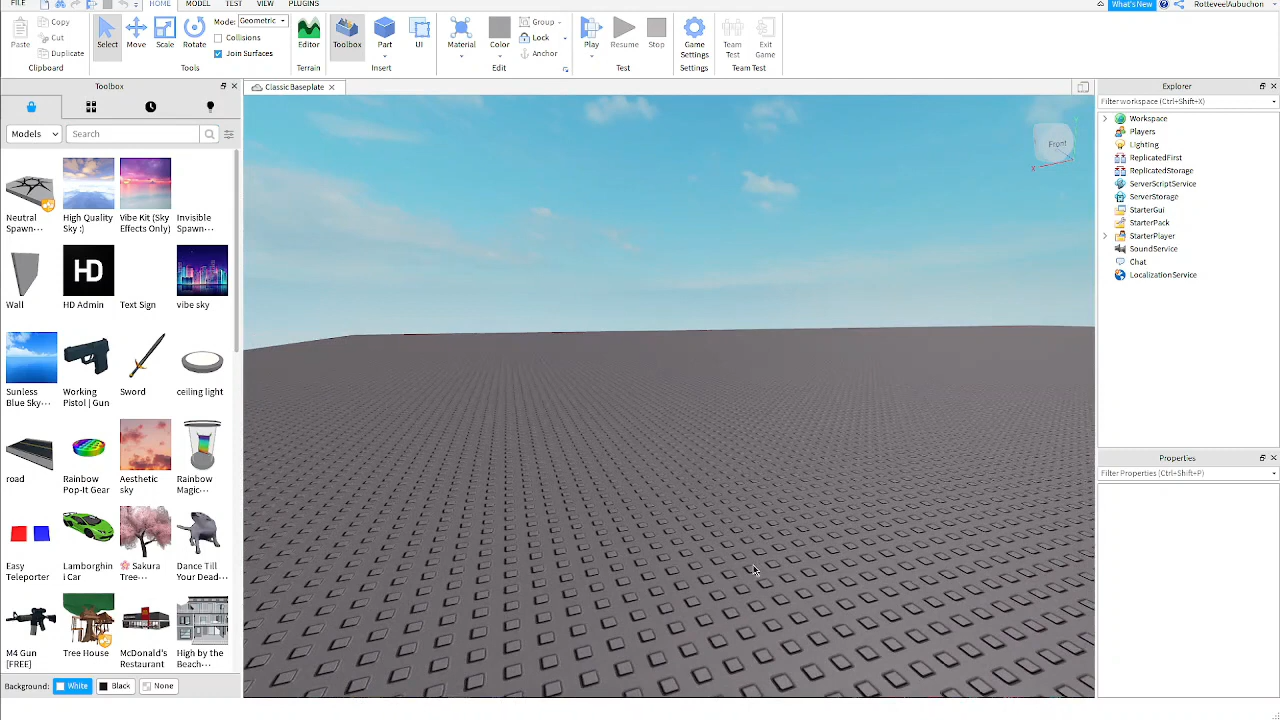 FILE HOME MODEL TEST VIEW PLUGINS What's New RotteveelAubuchon
Paste Copy Cut Duplicate Select Move Scale Rotate Mode: Geometric Collisions Join Surfaces Editor Toolbox Part UI Material Color Group Lock Anchor Play Resume Stop Game Settings Team Test Exit Game
Clipboard Tools Terrain Insert Edit Test Settings Team Test
Toolbox
Models Search
Neutral Spawn···
High Quality Sky :)
Vibe Kit (Sky Effects Only)
Invisible Spawn···
Wall
HD
HD Admin
Text Sign
vibe sky
Sunless Blue Sky···
Working Pistol | Gun
Sword
ceiling light
road
Rainbow Pop-It Gear
Aesthetic sky
Rainbow Magic···
Easy Teleporter
Lamborghin i Car
Sakura Tree···
Dance Till Your Dead···
M4 Gun [FREE]
Tree House
McDonald's Restaurant
High by the Beach···
Background: White Black None
Classic Baseplate
Front
X
Explorer
Filter workspace (Ctrl+Shift+X)
Workspace
Players
Lighting
ReplicatedFirst
ReplicatedStorage
ServerScriptService
ServerStorage
StarterGui
StarterPack
StarterPlayer
SoundService
Chat
LocalizationService
Properties
Filter Properties (Ctrl+Shift+P)